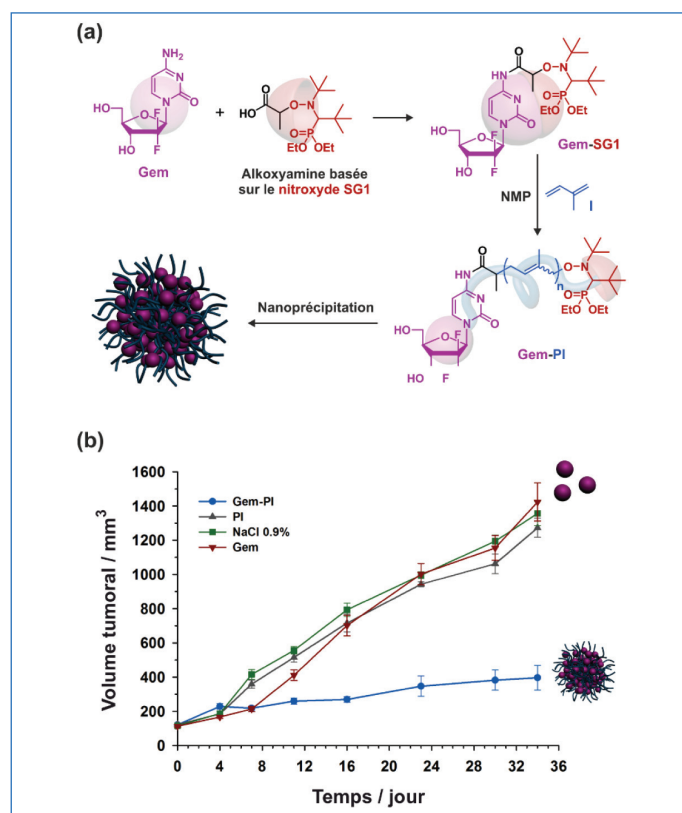 (a)
NH₂
N
N
O
HO
O
F
HO
F
Gem
+
O
HO
O
N
O=P
EtO
OEt
Alkoxyamine basée
sur le nitroxyde SG1
O
HN
O
N
N
N
O
O=P
EtO
OEt
HO
O
F
HO
F
Gem-SG1
NMP
I
O
HN
n
O
N
N
N
O
O=P
EtO
OEt
HO
O
F
HO
F
Gem-PI
Nanoprécipitation
(b)
1600
1400
1200
1000
800
600
400
200
0
Volume tumoral / mm³
Gem-PI
PI
NaCl 0.9%
Gem
0 4 8 12 16 20 24 28 32 36
Temps / jour